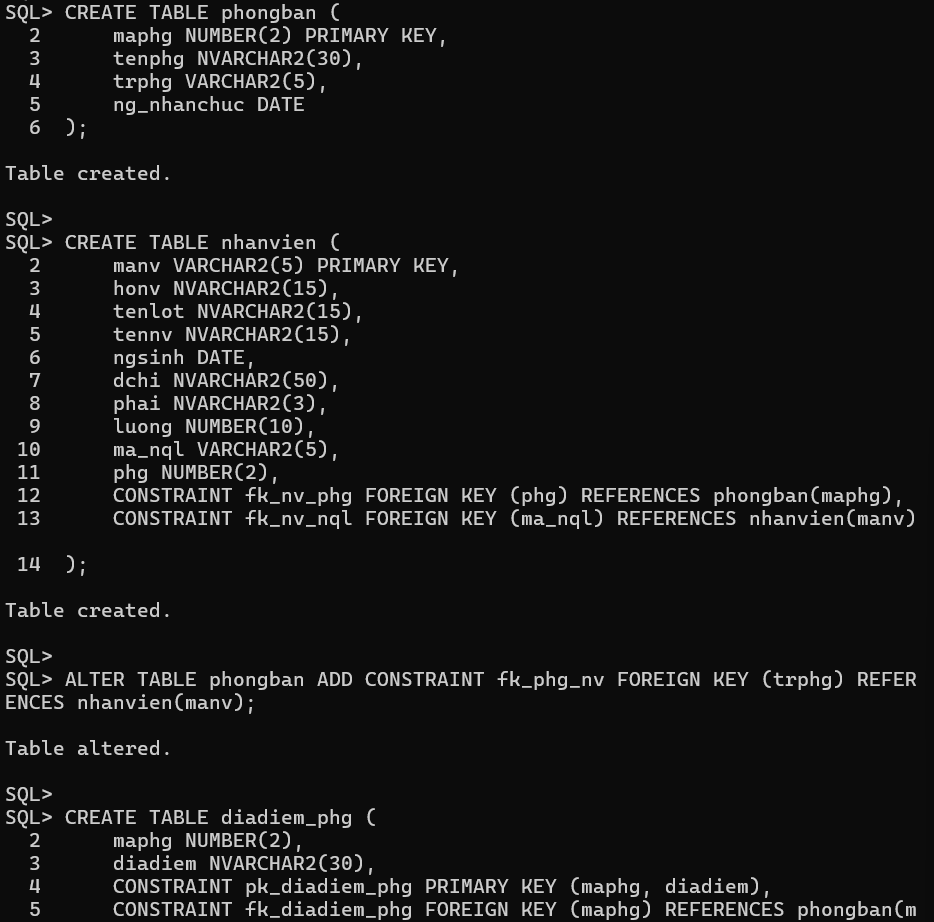 SQL> CREATE TABLE phongban (
  2      maphg NUMBER(2) PRIMARY KEY,
  3      tenphg NVARCHAR2(30),
  4      trphg VARCHAR2(5),
  5      ng_nhanchuc DATE
  6  );
Table created.
SQL>
SQL> CREATE TABLE nhanvien (
  2      manv VARCHAR2(5) PRIMARY KEY,
  3      honv NVARCHAR2(15),
  4      tenlot NVARCHAR2(15),
  5      tennv NVARCHAR2(15),
  6      ngsinh DATE,
  7      dchi NVARCHAR2(50),
  8      phai NVARCHAR2(3),
  9      luong NUMBER(10),
 10      ma_nql VARCHAR2(5),
 11      phg NUMBER(2),
 12      CONSTRAINT fk_nv_phg FOREIGN KEY (phg) REFERENCES phongban(maphg),
 13      CONSTRAINT fk_nv_nql FOREIGN KEY (ma_nql) REFERENCES nhanvien(manv)
 14  );
Table created.
SQL>
SQL> ALTER TABLE phongban ADD CONSTRAINT fk_phg_nv FOREIGN KEY (trphg) REFER
ENCES nhanvien(manv);
Table altered.
SQL>
SQL> CREATE TABLE diadiem_phg (
  2      maphg NUMBER(2),
  3      diadiem NVARCHAR2(30),
  4      CONSTRAINT pk_diadiem_phg PRIMARY KEY (maphg, diadiem),
  5      CONSTRAINT fk_diadiem_phg FOREIGN KEY (maphg) REFERENCES phongban(m